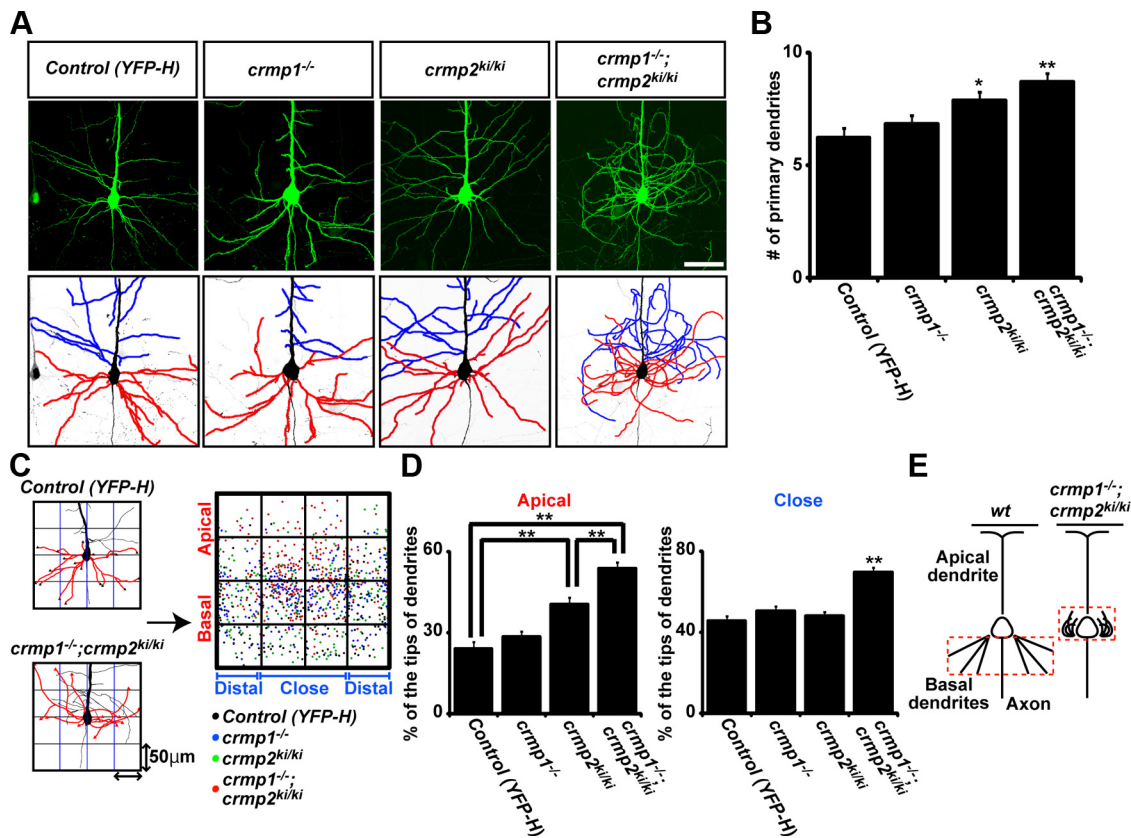 A
Control (YFP-H)
crmp1-/-
crmp2ki/ki
crmp1-/-;
crmp2ki/ki
B
# of primary dendrites
10
5
0
*
**
Control (YFP-H)
crmp1-/-
crmp2ki/ki
crmp1-/-;
crmp2ki/ki
C
Control (YFP-H)
crmp1-/-;crmp2ki/ki
50μm
Apical
Basal
Distal
Close
Distal
Control (YFP-H)
crmp1-/-
crmp2ki/ki
crmp1-/-;
crmp2ki/ki
D
Apical
% of the tips of dendrites
60
30
0
**
**
**
Control (YFP-H)
crmp1-/-
crmp2ki/ki
crmp1-/-;
crmp2ki/ki
Close
% of the tips of dendrites
80
40
0
**
Control (YFP-H)
crmp1-/-
crmp2ki/ki
crmp1-/-;
crmp2ki/ki
E
wt
crmp1-/-;
crmp2ki/ki
Apical
dendrite
Basal
dendrites
Axon